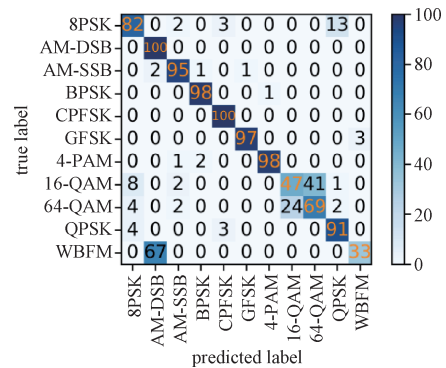 8PSK 82 0 2 0 3 0 0 0 0 13 0
AM-DSB 0 100 0 0 0 0 0 0 0 0 0
AM-SSB 0 2 95 1 0 1 0 0 0 0 0
BPSK 0 0 0 98 0 0 1 0 0 0 0
CPFSK 0 0 0 0 100 0 0 0 0 0 0
GFSK 0 0 0 0 0 97 0 0 0 0 3
4-PAM 0 0 1 2 0 0 98 0 0 0 0
16-QAM 8 0 2 0 0 0 0 47 41 1 0
64-QAM 4 0 2 0 0 0 0 24 69 2 0
QPSK 4 0 0 0 3 0 0 0 0 91 0
WBFM 0 67 0 0 0 0 0 0 0 0 33
true label
8PSK AM-DSB AM-SSB BPSK CPFSK GFSK 4-PAM 16-QAM 64-QAM QPSK WBFM
predicted label
100
80
60
40
20
0